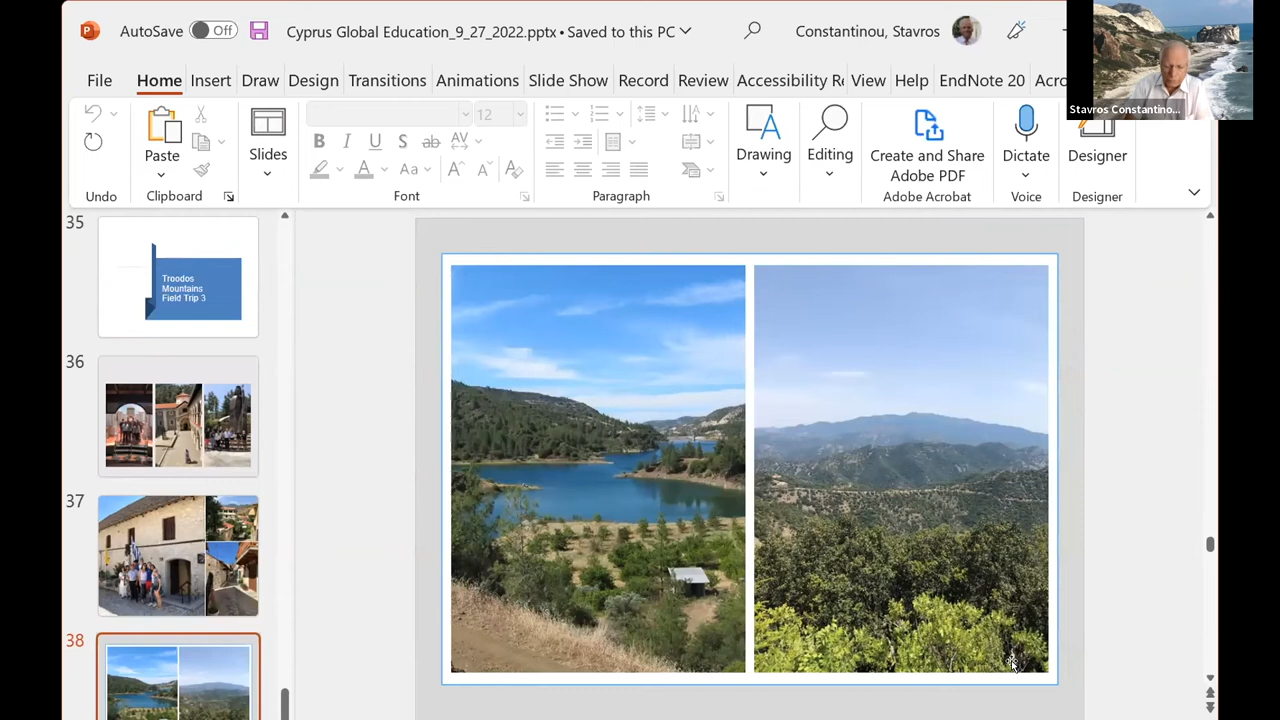 AutoSave Off Cyprus Global Education_9_27_2022.pptx • Saved to this PC Constantinou, Stavros
File Home Insert Draw Design Transitions Animations Slide Show Record Review Accessibility Re View Help EndNote 20 Acro
Stavros Constantino...
12
Paste Slides Drawing Editing Create and Share Dictate Designer
Adobe PDF
B I U S ab AV
A Aa A A A
Undo Clipboard Font Paragraph Adobe Acrobat Voice Designer
35
Troodos
Mountains
Field Trip 3
36
37
38